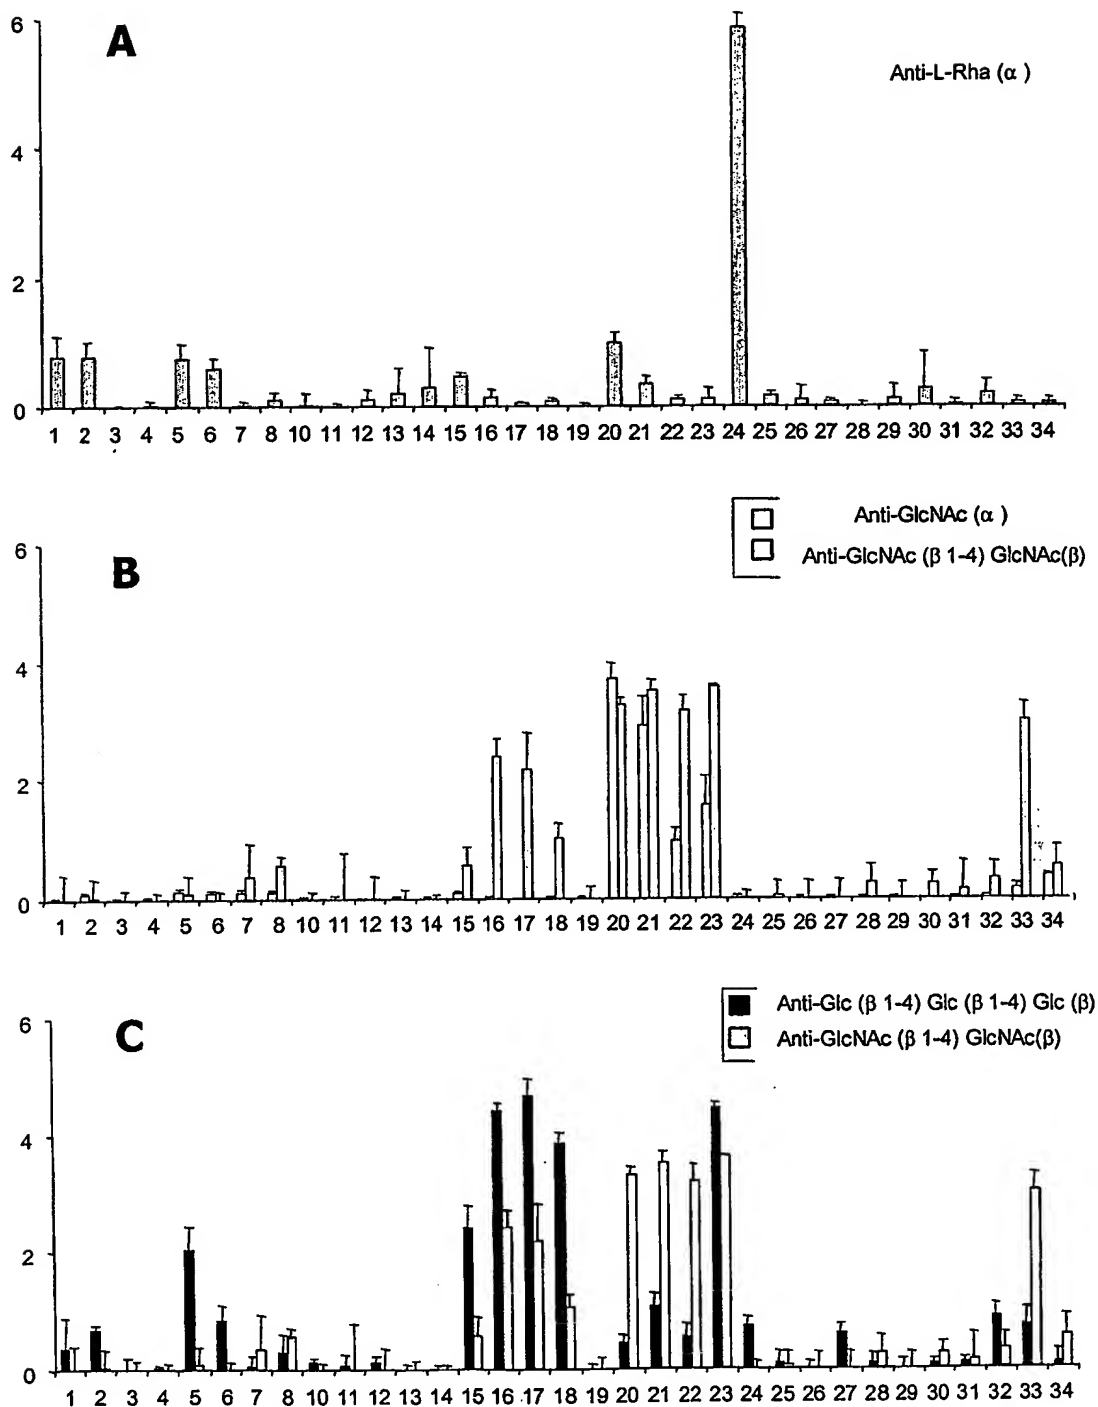 6
A
Anti-L-Rha (α )
4
2
0
1 2 3 4 5 6 7 8 10 11 12 13 14 15 16 17 18 19 20 21 22 23 24 25 26 27 28 29 30 31 32 33 34
Anti-GlcNAc (α )
Anti-GlcNAc (β 1-4) GlcNAc(β)
6
B
4
2
0
1 2 3 4 5 6 7 8 10 11 12 13 14 15 16 17 18 19 20 21 22 23 24 25 26 27 28 29 30 31 32 33 34
Anti-Glc (β 1-4) Glc (β 1-4) Glc (β)
Anti-GlcNAc (β 1-4) GlcNAc(β)
6
C
4
2
0
1 2 3 4 5 6 7 8 10 11 12 13 14 15 16 17 18 19 20 21 22 23 24 25 26 27 28 29 30 31 32 33 34